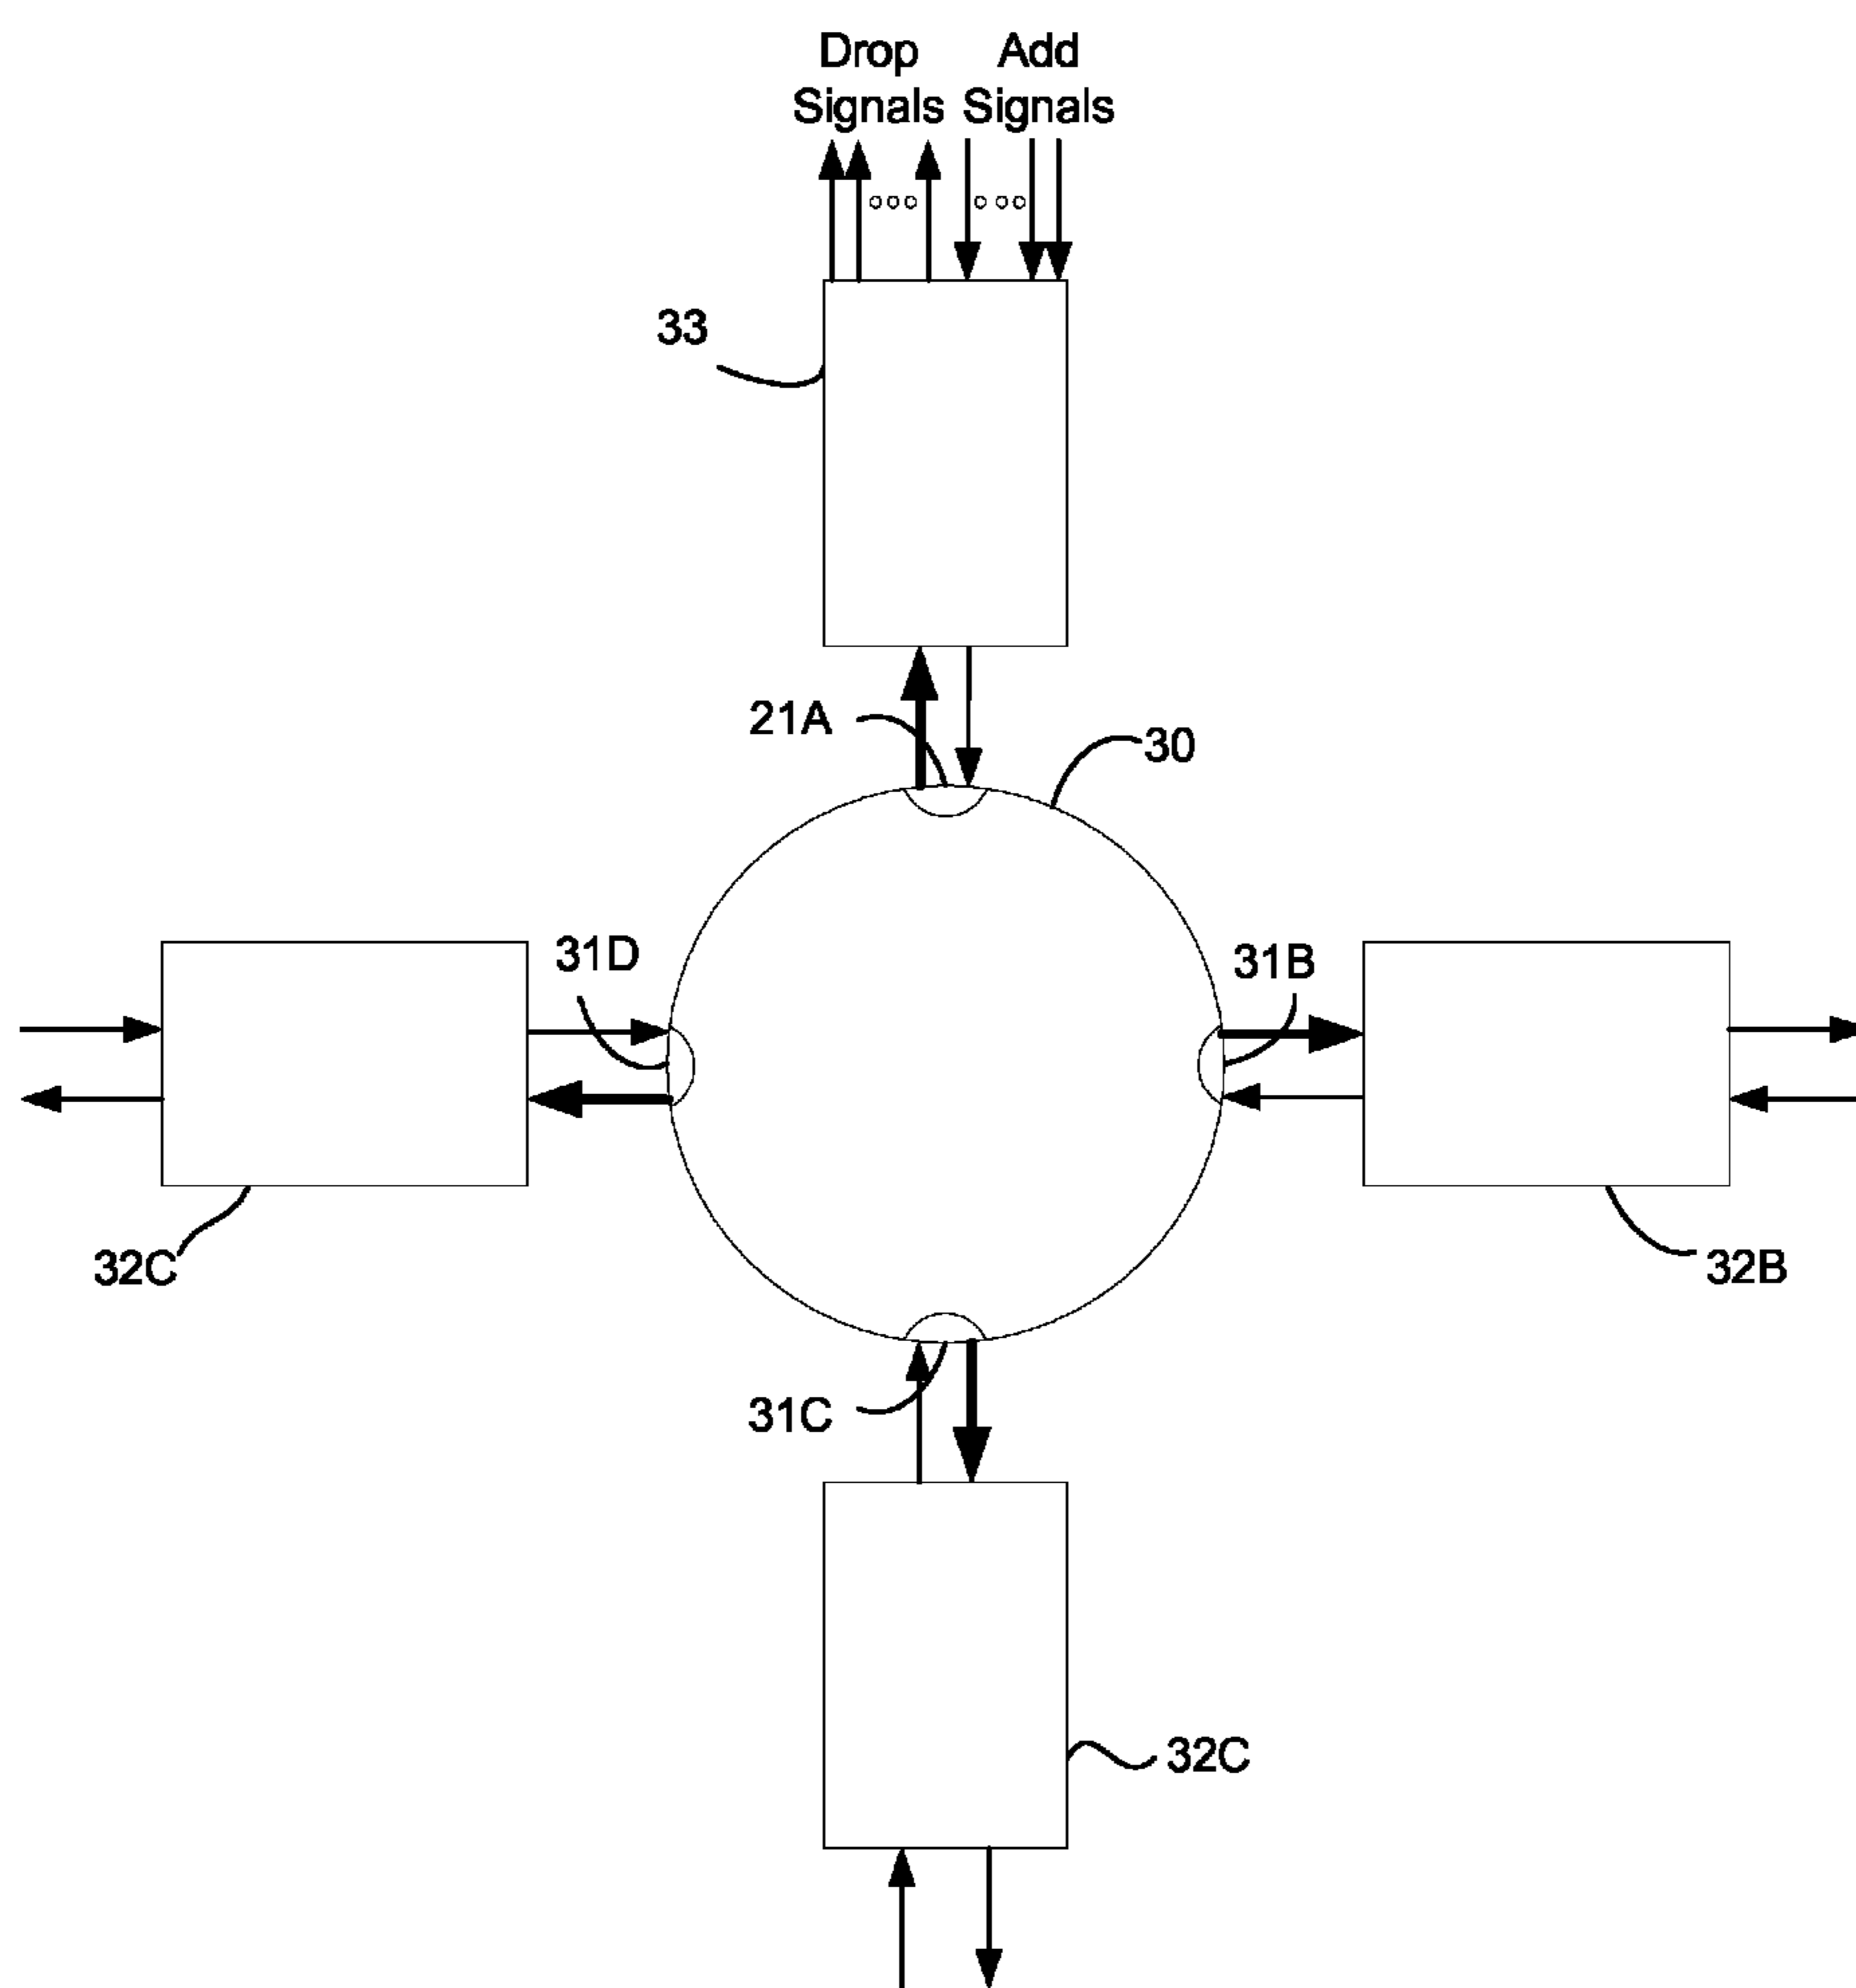 Drop Add
Signals Signals
33
21A
30
31D
31B
32C
32B
31C
32C